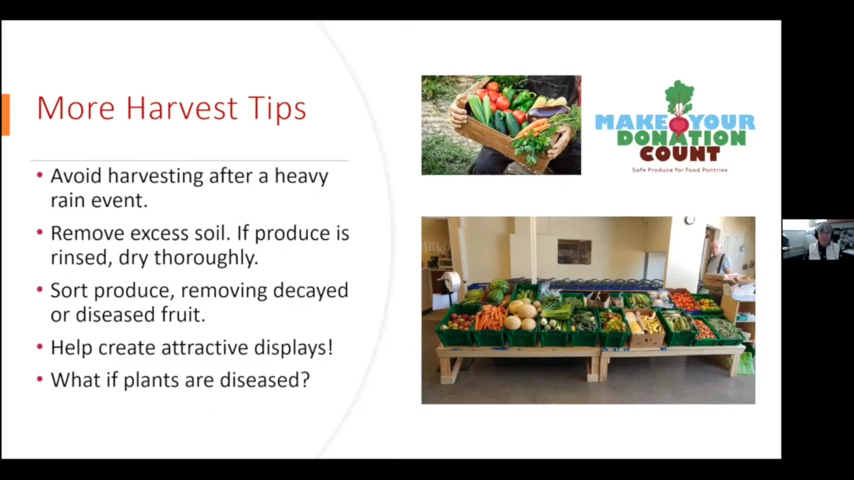 More Harvest Tips
• Avoid harvesting after a heavy
rain event.
• Remove excess soil. If produce is
rinsed, dry thoroughly.
• Sort produce, removing decayed
or diseased fruit.
• Help create attractive displays!
• What if plants are diseased?
MAKE YOUR
DONATION
COUNT
Safe Produce for Food Pantries